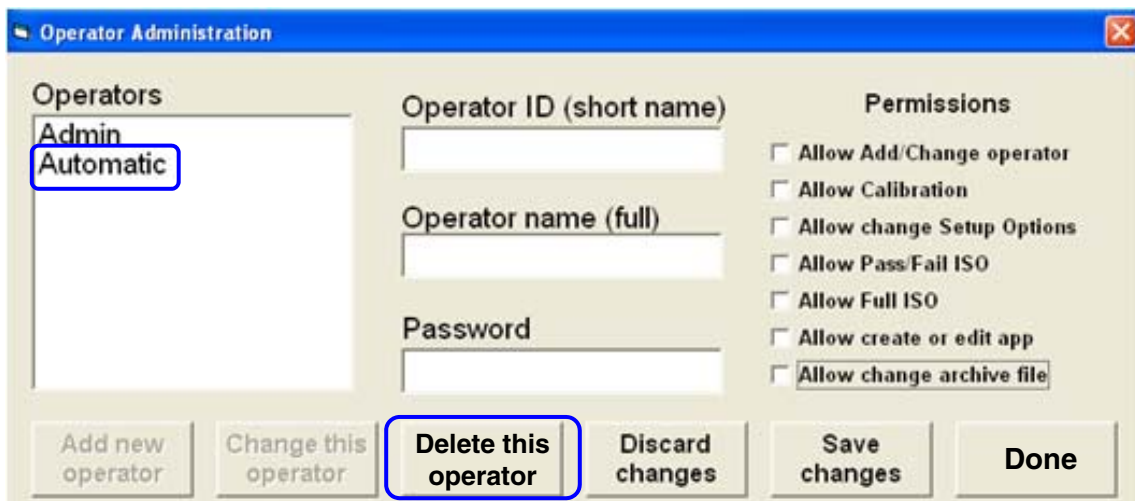 Operator Administration
Operators
Admin
Automatic
Operator ID (short name)
Operator name (full)
Password
Permissions
Allow Add/Change operator
Allow Calibration
Allow change Setup Options
Allow Pass/Fail ISO
Allow Full ISO
Allow create or edit app
Allow change archive file
Add new
operator
Change this
operator
Delete this
operator
Discard
changes
Save
changes
Done